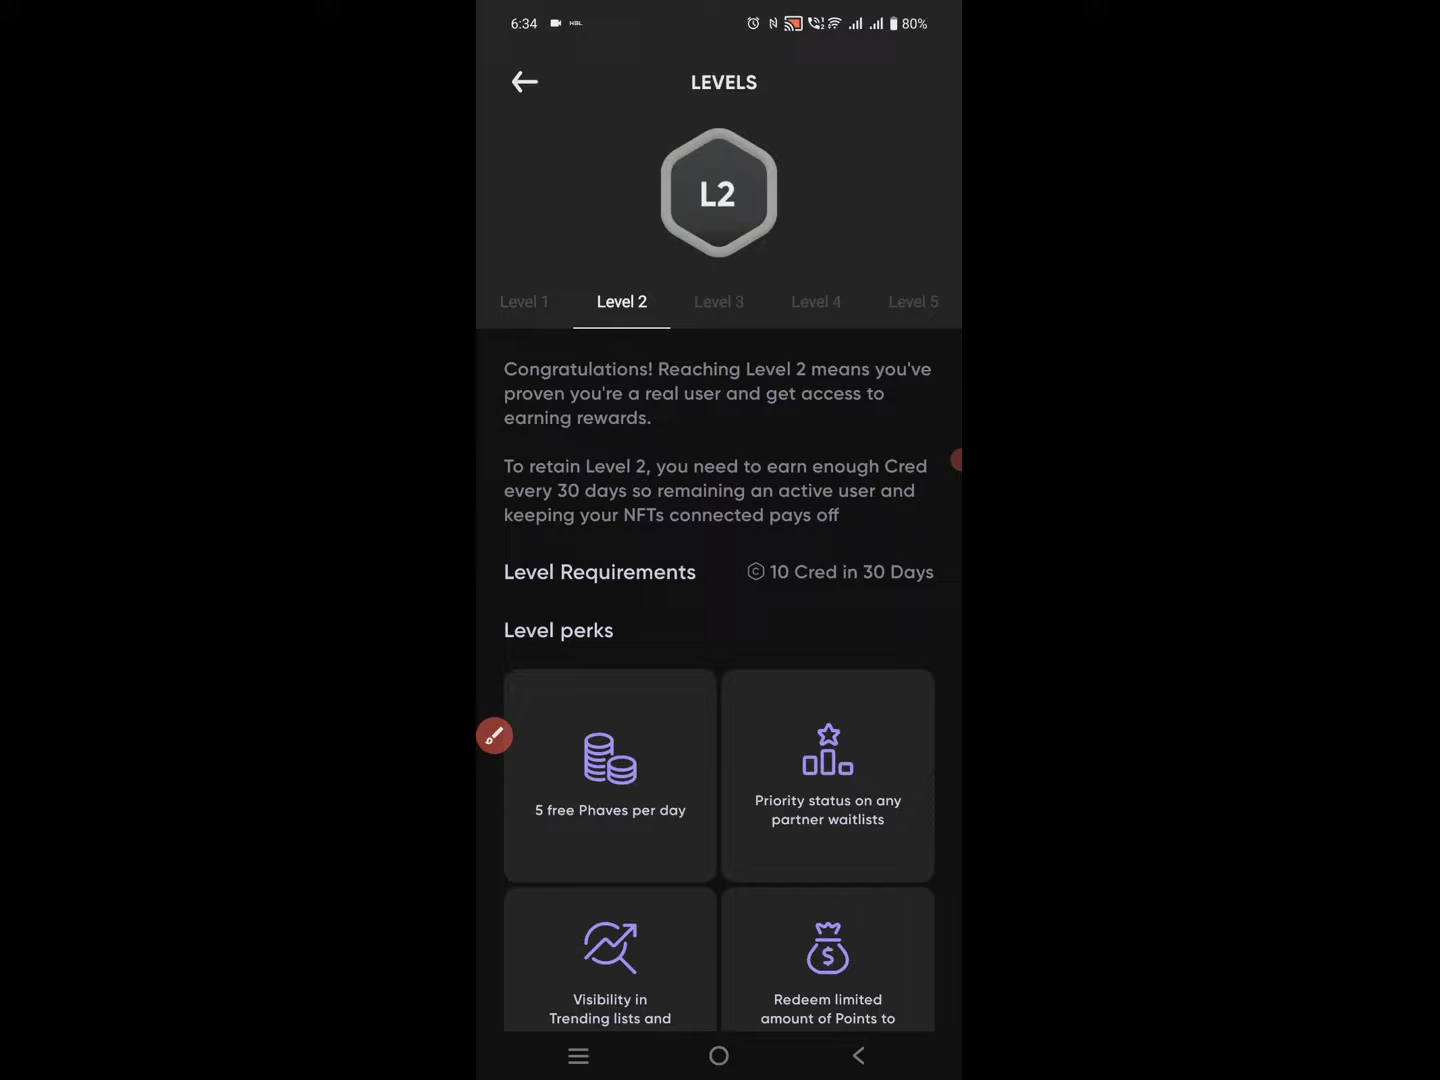 6:34 HBL 80%
LEVELS
L2
Level 1 Level 2 Level 3 Level 4 Level 5
Congratulations! Reaching Level 2 means you've
proven you're a real user and get access to
earning rewards.
To retain Level 2, you need to earn enough Cred
every 30 days so remaining an active user and
keeping your NFTs connected pays off
Level Requirements C 10 Cred in 30 Days
Level perks
5 free Phaves per day
Priority status on any
partner waitlists
Visibility in
Trending lists and
$
Redeem limited
amount of Points to